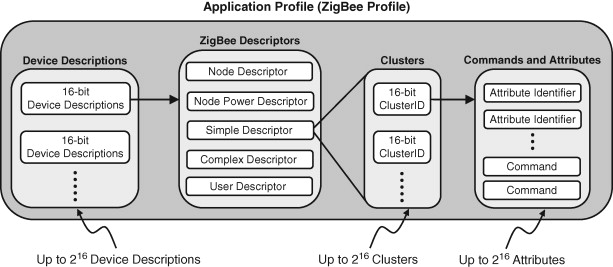 Application Profile (ZigBee Profile)
Device Descriptions
16-bit
Device Descriptions
16-bit
Device Descriptions
ZigBee Descriptors
Node Descriptor
Node Power Descriptor
Simple Descriptor
Complex Descriptor
User Descriptor
Clusters
16-bit
ClusterID
16-bit
ClusterID
Commands and Attributes
Attribute Identifier
Attribute Identifier
Command
Command
Up to 2^16 Device Descriptions
Up to 2^16 Clusters
Up to 2^16 Attributes